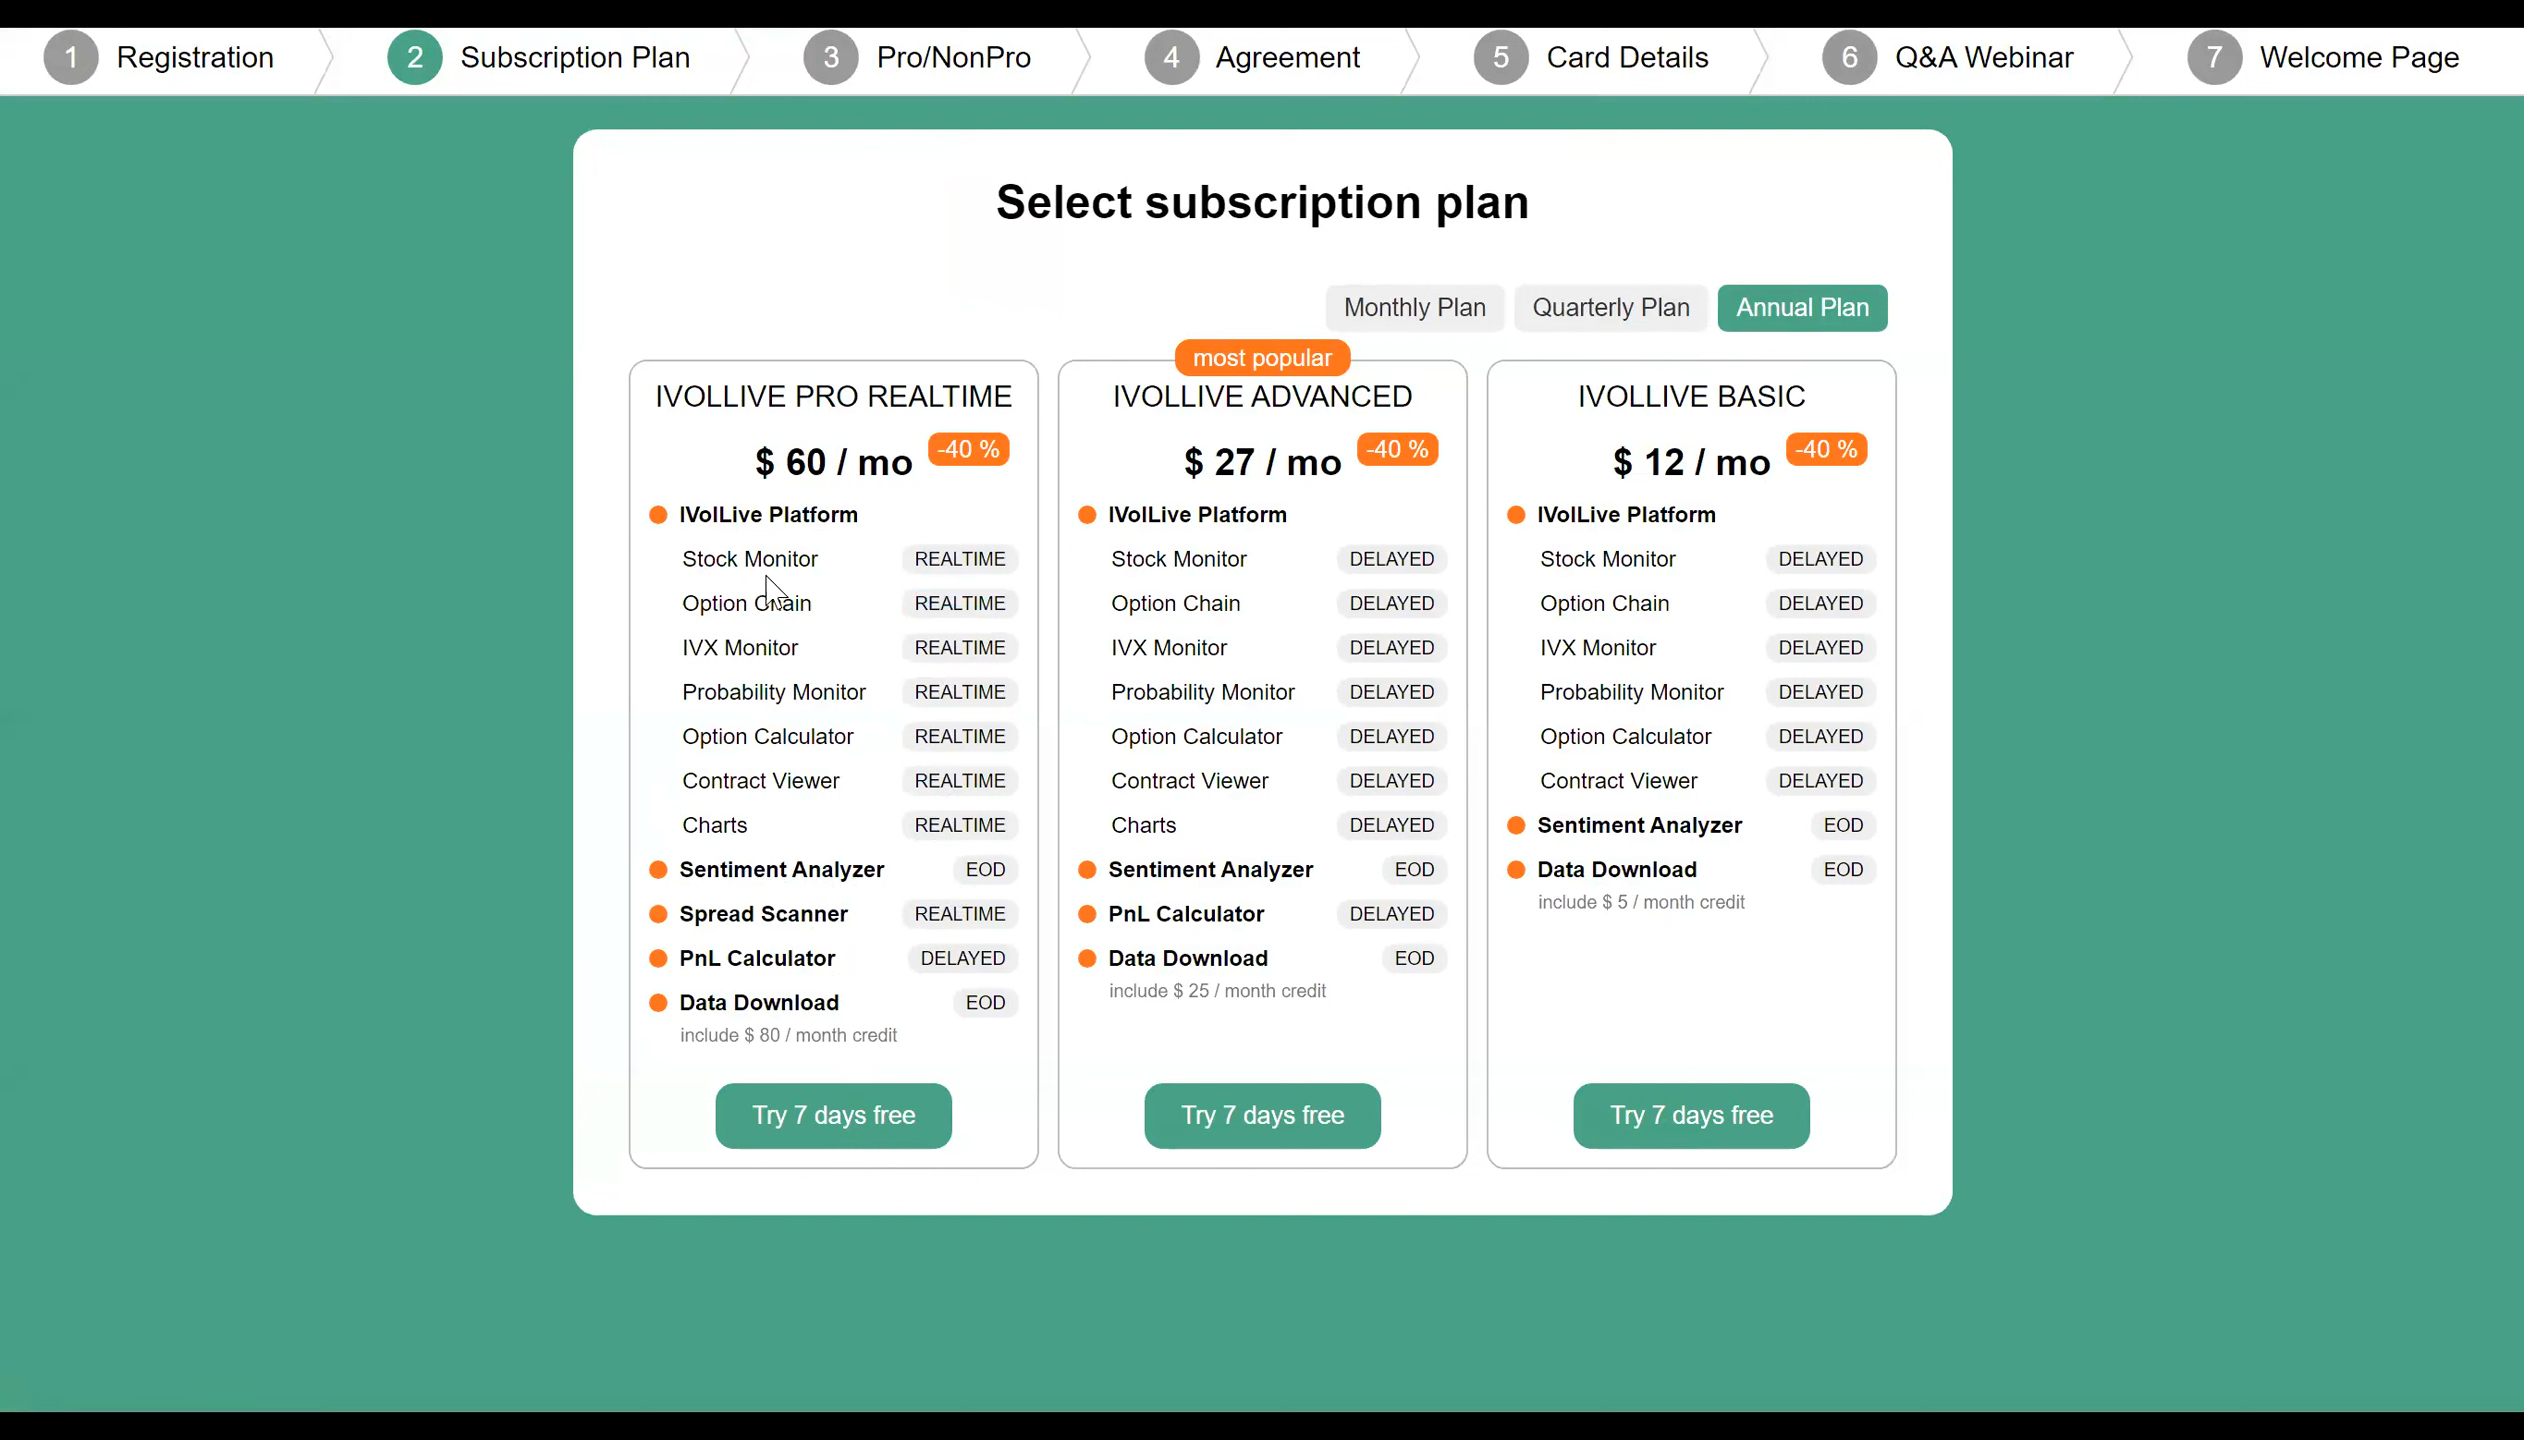 1 Registration
2 Subscription Plan
3 Pro/NonPro
4 Agreement
5 Card Details
6 Q&A Webinar
7 Welcome Page
Select subscription plan
Monthly Plan
Quarterly Plan
Annual Plan
IVOLLIVE PRO REALTIME
$ 60 / mo
-40 %
IVolLive Platform
Stock Monitor REALTIME
Option Chain REALTIME
IVX Monitor REALTIME
Probability Monitor REALTIME
Option Calculator REALTIME
Contract Viewer REALTIME
Charts REALTIME
Sentiment Analyzer EOD
Spread Scanner REALTIME
PnL Calculator DELAYED
Data Download EOD
include $ 80 / month credit
Try 7 days free
most popular
IVOLLIVE ADVANCED
$ 27 / mo
-40 %
IVolLive Platform
Stock Monitor DELAYED
Option Chain DELAYED
IVX Monitor DELAYED
Probability Monitor DELAYED
Option Calculator DELAYED
Contract Viewer DELAYED
Charts DELAYED
Sentiment Analyzer EOD
PnL Calculator DELAYED
Data Download EOD
include $ 25 / month credit
Try 7 days free
IVOLLIVE BASIC
$ 12 / mo
-40 %
IVolLive Platform
Stock Monitor DELAYED
Option Chain DELAYED
IVX Monitor DELAYED
Probability Monitor DELAYED
Option Calculator DELAYED
Contract Viewer DELAYED
Sentiment Analyzer EOD
Data Download EOD
include $ 5 / month credit
Try 7 days free